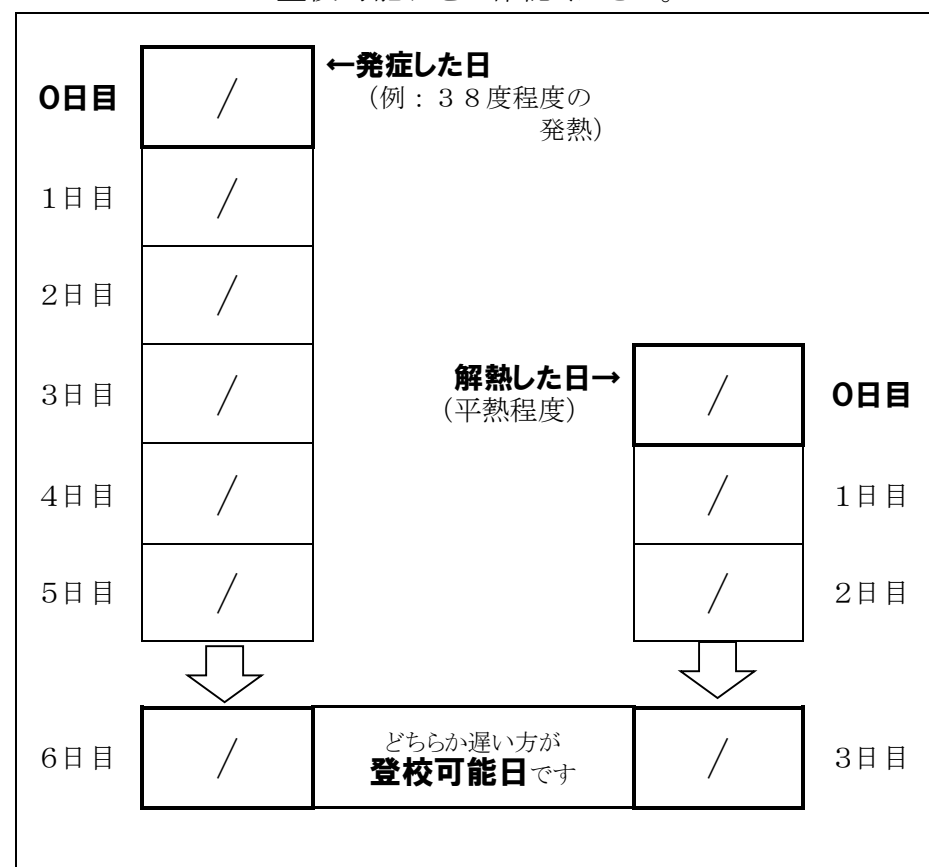 0日目
/
←発症した日
(例：３８度程度の
発熱)
1日目
/
2日目
/
3日目
/
解熱した日→
(平熱程度)
/
0日目
4日目
/
/
1日目
5日目
/
/
2日目
6日目
/
どちらか遅い方が
登校可能日です
/
3日目